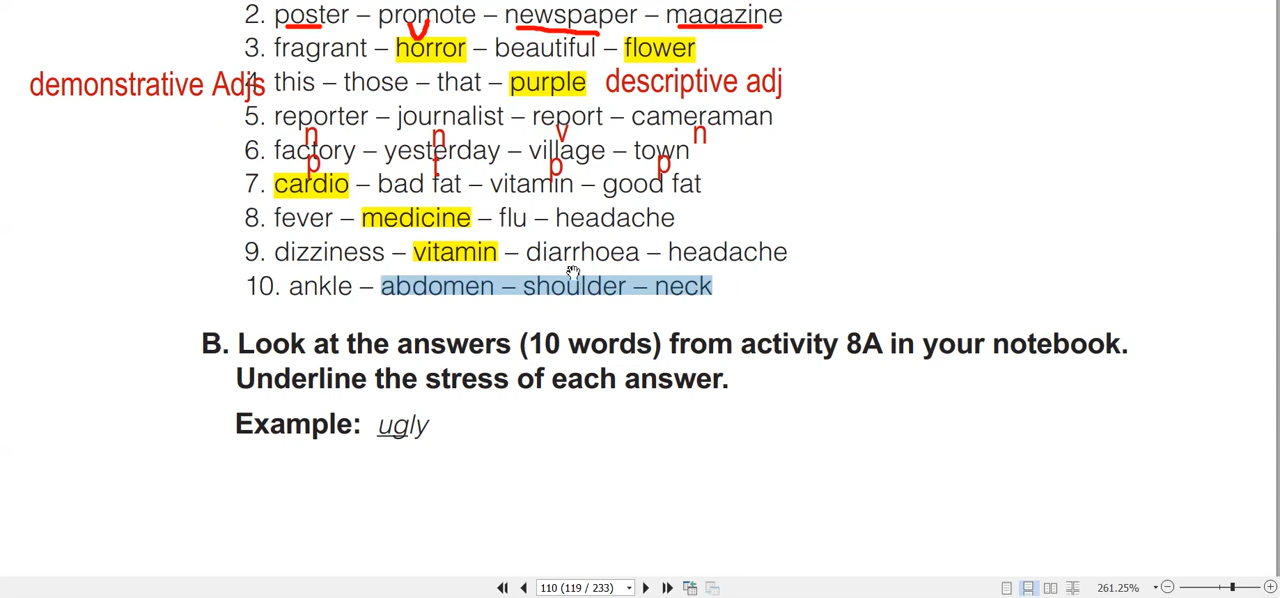 2. poster – promote – newspaper – magazine
v
3. fragrant – horror – beautiful – flower
demonstrative Adjs 4. this – those – that – purple descriptive adj
5. reporter – journalist – report – cameraman
n n v n
6. factory – yesterday – village – town
p t p p
7. cardio – bad fat – vitamin – good fat
8. fever – medicine – flu – headache
9. dizziness – vitamin – diarrhoea – headache
10. ankle – abdomen – shoulder – neck
B. Look at the answers (10 words) from activity 8A in your notebook.
Underline the stress of each answer.
Example: ugly
110 (119 / 233) 261.25%